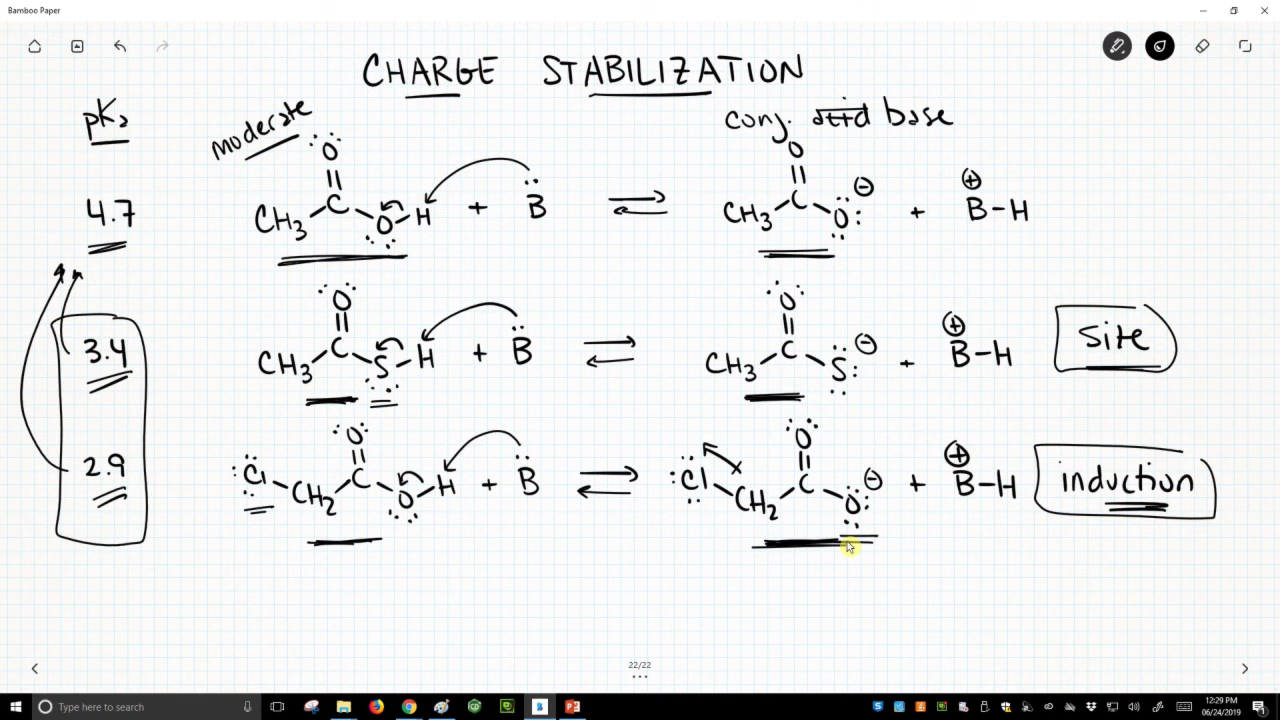 Bamboo Paper
CHARGE STABILIZATION
pKa
moderate
conj. acid base
4.7
O
CH3 C O H + B ⇌ CH3 C O ⊖ + B⊕–H
O
3.4
O
CH3 C S H + B ⇌ CH3 C S ⊖ + B⊕–H
O
Site
2.9
O
Cl CH2 C O H + B ⇌ Cl CH2 C O ⊖ + B⊕–H
O
induction
22/22
Type here to search
12:29 PM
06/24/2019